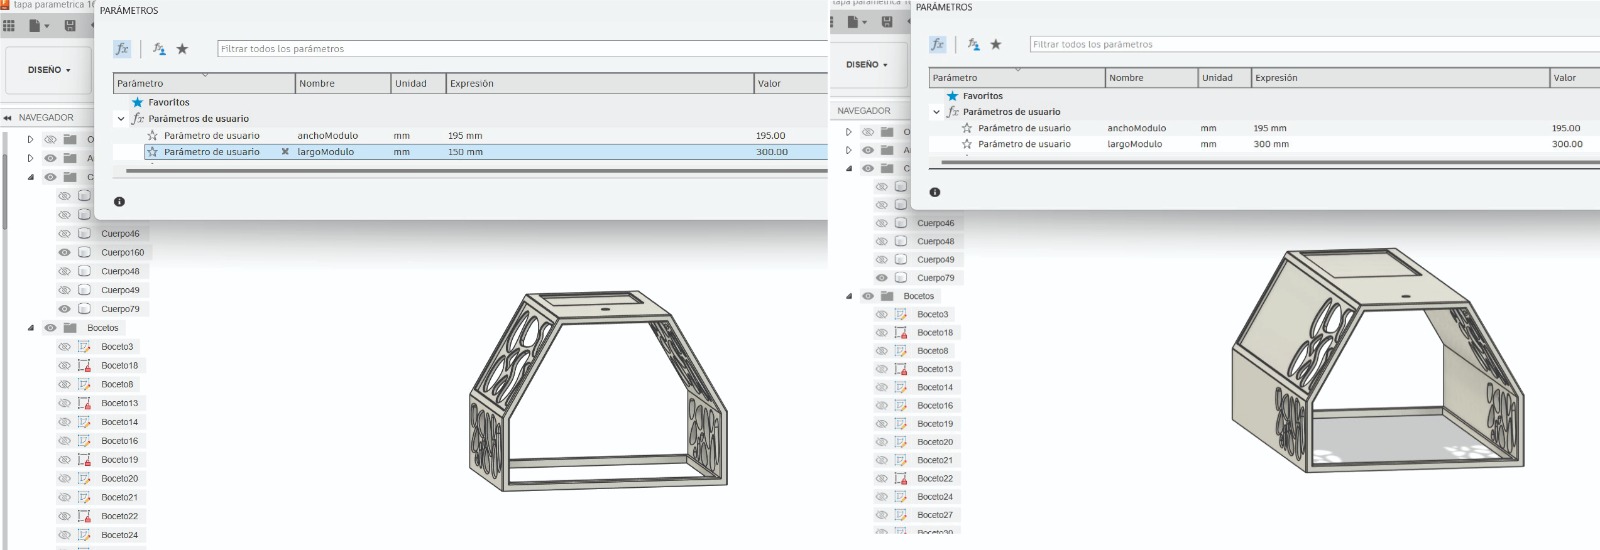 tapa parametrica
PARÁMETROS
fx
Filtrar todos los parámetros
DISEÑO
Parámetro Nombre Unidad Expresión Valor
Favoritos
NAVEGADOR
fx Parámetros de usuario
Parámetro de usuario anchoModulo mm 195 mm 195.00
Parámetro de usuario largoModulo mm 150 mm 300.00
Cuerpo46
Cuerpo160
Cuerpo48
Cuerpo49
Cuerpo79
Bocetos
Boceto3
Boceto18
Boceto8
Boceto13
Boceto14
Boceto16
Boceto19
Boceto20
Boceto21
Boceto22
Boceto24
tapa parametrica
PARÁMETROS
fx
Filtrar todos los parámetros
DISEÑO
Parámetro Nombre Unidad Expresión Valor
Favoritos
NAVEGADOR
fx Parámetros de usuario
Parámetro de usuario anchoModulo mm 195 mm 195.00
Parámetro de usuario largoModulo mm 300 mm 300.00
Cuerpo46
Cuerpo48
Cuerpo49
Cuerpo79
Bocetos
Boceto3
Boceto18
Boceto8
Boceto13
Boceto14
Boceto16
Boceto19
Boceto20
Boceto21
Boceto22
Boceto24
Boceto27
Boceto30